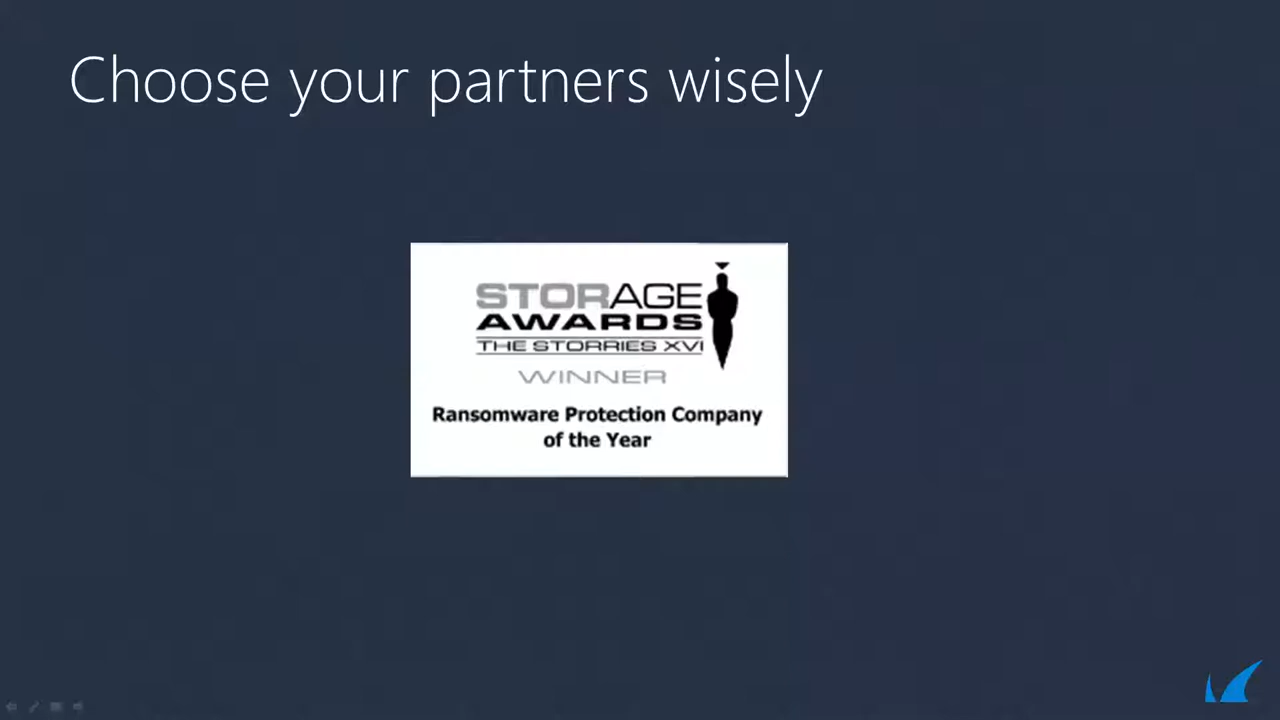 Choose your partners wisely
STORAGE
AWARDS
THE STORRIES XVI
WINNER
Ransomware Protection Company
of the Year